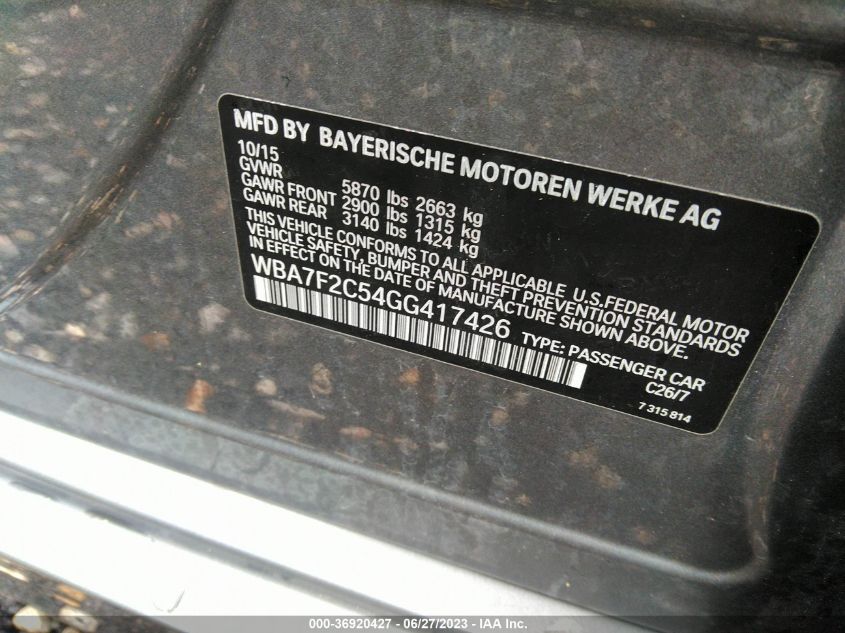 MFD BY BAYERISCHE MOTOREN WERKE AG
10/15
GVWR 5870 lbs 2663 kg
GAWR FRONT 2900 lbs 1315 kg
GAWR REAR 3140 lbs 1424 kg
THIS VEHICLE CONFORMS TO ALL APPLICABLE U.S.FEDERAL MOTOR
VEHICLE SAFETY, BUMPER AND THEFT PREVENTION STANDARDS
IN EFFECT ON THE DATE OF MANUFACTURE SHOWN ABOVE.
WBA7F2C54GG417426 TYPE: PASSENGER CAR
C26/7
7 315 814
000-36920427 - 06/27/2023 - IAA Inc.